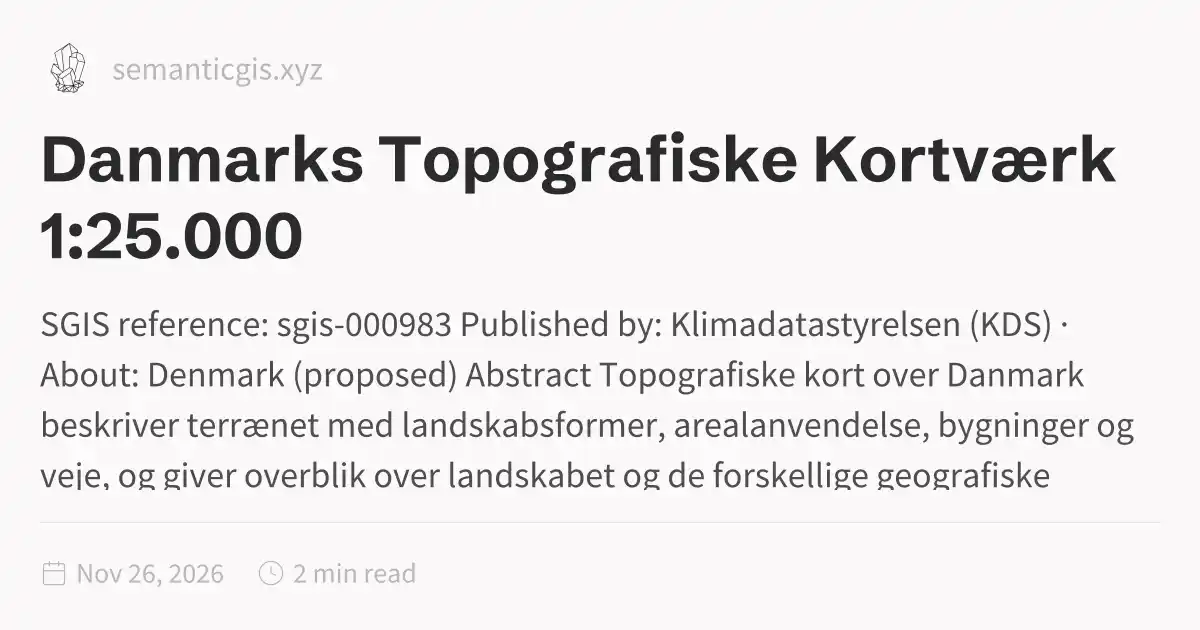 semanticgis.xyz
Danmarks Topografiske Kortværk
1:25.000
SGIS reference: sgis-000983 Published by: Klimadatastyrelsen (KDS) ·
About: Denmark (proposed) Abstract Topografiske kort over Danmark
beskriver terrænet med landskabsformer, arealanvendelse, bygninger og
veje, og giver overblik over landskabet og de forskellige geografiske
Nov 26, 2026 2 min read